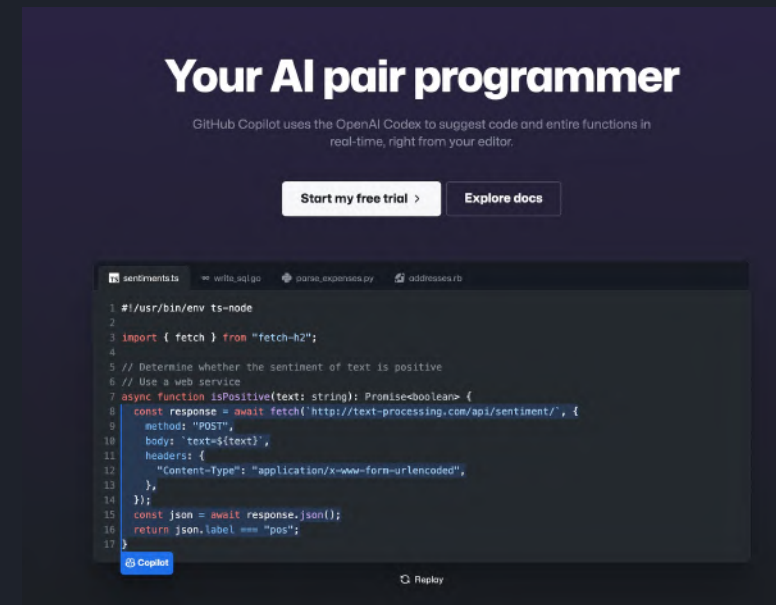 Your AI pair programmer
GitHub Copilot uses the OpenAI Codex to suggest code and entire functions in
real-time, right from your editor.
Start my free trial >
Explore docs
TS sentiments.ts
write_sql.go
parse_expenses.py
addresses.rb
1 #!/usr/bin/env ts-node
2
3 import { fetch } from "fetch-h2";
4
5 // Determine whether the sentiment of text is positive
6 // Use a web service
7 async function isPositive(text: string): Promise<boolean> {
8   const response = await fetch(`http://text-processing.com/api/sentiment/`, {
9     method: "POST",
10     body: `text=${text}`,
11     headers: {
12       "Content-Type": "application/x-www-form-urlencoded",
13     },
14   });
15   const json = await response.json();
16   return json.label === "pos";
17 }
Copilot
Replay